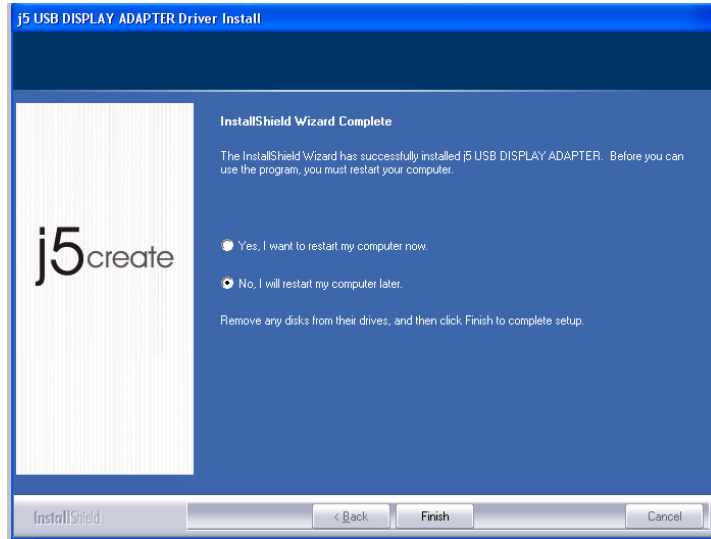 j5 USB DISPLAY ADAPTER Driver Install
InstallShield Wizard Complete
The InstallShield Wizard has successfully installed j5 USB DISPLAY ADAPTER. Before you can
use the program, you must restart your computer.
j5create
Yes, I want to restart my computer now.
No, I will restart my computer later.
Remove any disks from their drives, and then click Finish to complete setup.
InstallShield
< Back
Finish
Cancel